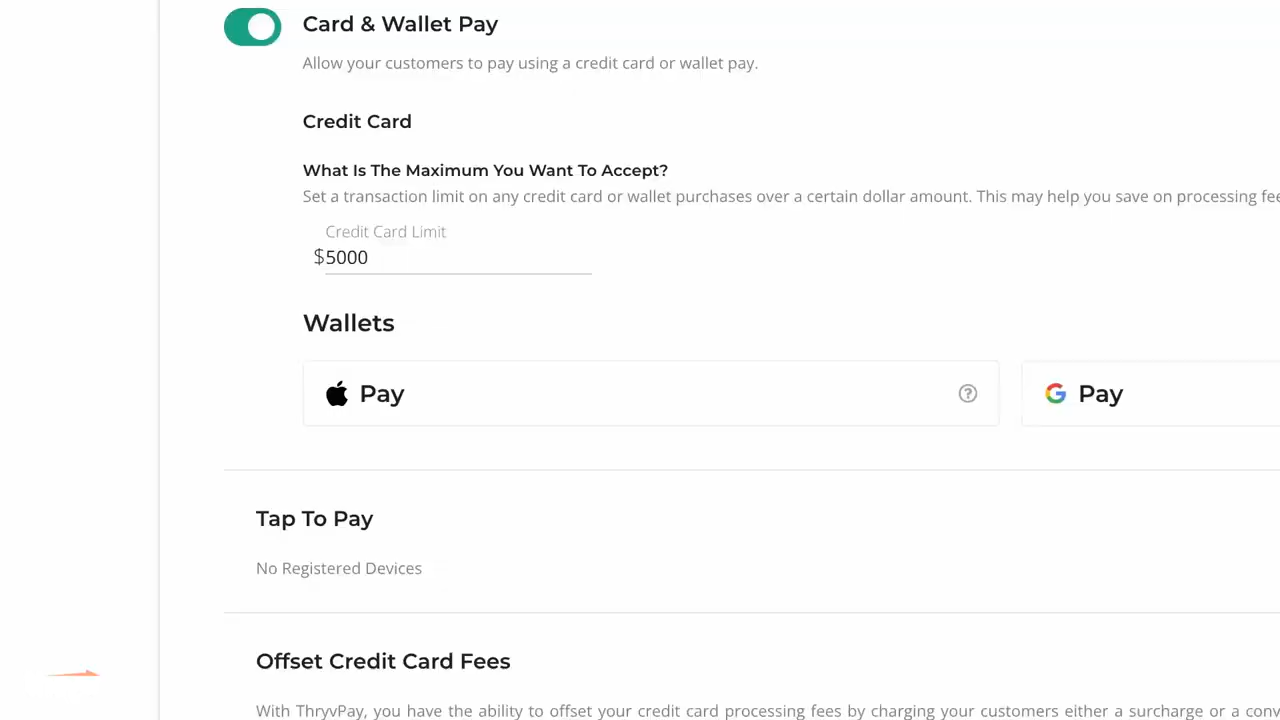 Card & Wallet Pay
Allow your customers to pay using a credit card or wallet pay.
Credit Card
What Is The Maximum You Want To Accept?
Set a transaction limit on any credit card or wallet purchases over a certain dollar amount. This may help you save on processing
Credit Card Limit
$5000
Wallets
Pay
G Pay
Tap To Pay
No Registered Devices
Offset Credit Card Fees
With ThryvPay, you have the ability to offset your credit card processing fees by charging your customers either a surcharge or a